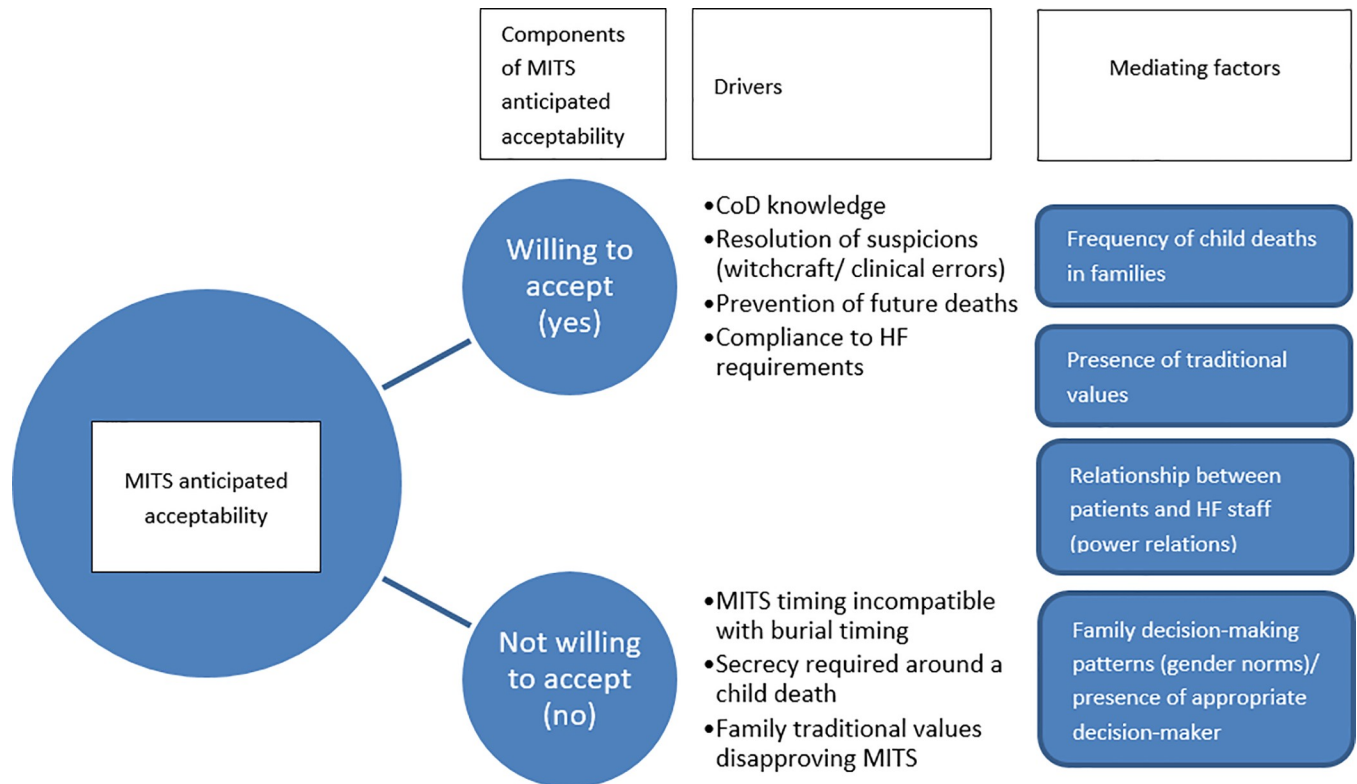 Components
of MITS
anticipated
acceptability
Drivers
Mediating factors
MITS anticipated
acceptability
Willing to
accept
(yes)
•CoD knowledge
•Resolution of suspicions
(witchcraft/ clinical errors)
•Prevention of future deaths
•Compliance to HF
requirements
Not willing
to accept
(no)
•MITS timing incompatible
with burial timing
•Secrecy required around a
child death
•Family traditional values
disapproving MITS
Frequency of child deaths
in families
Presence of traditional
values
Relationship between
patients and HF staff
(power relations)
Family decision-making
patterns (gender norms)/
presence of appropriate
decision-maker